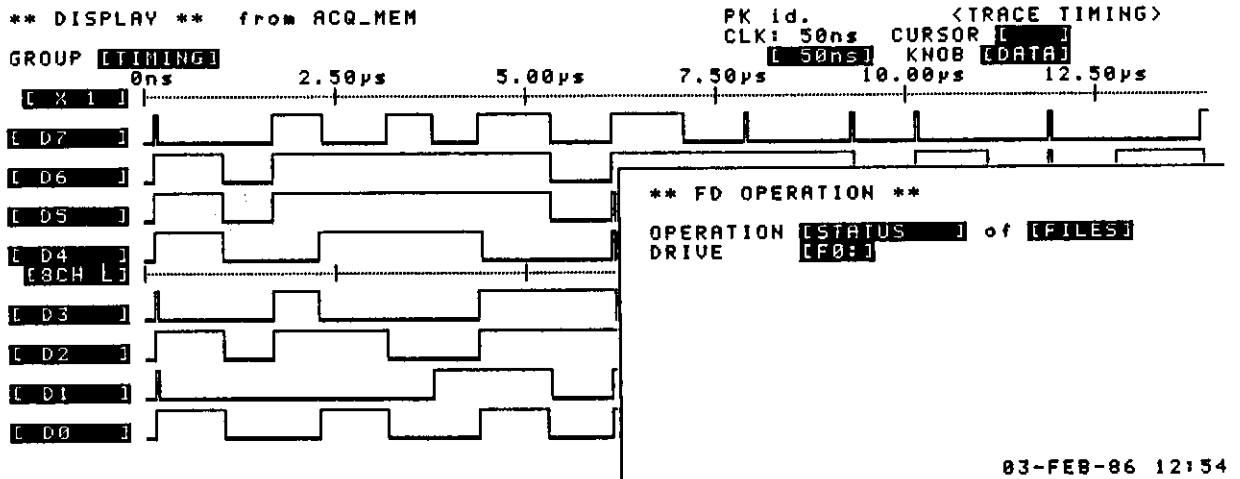 ** DISPLAY ** from ACQ_MEM
PK id. <TRACE TIMING>
CLK: 50ns CURSOR [ ]
GROUP [TIMING] [ 50ns] KNOB [DATA]
0ns 2.50µs 5.00µs 7.50µs 10.00µs 12.50µs
[ X 1 ]
[ D7 ]
[ D6 ]
[ D5 ]
[ D4 ]
[8CH L]
[ D3 ]
[ D2 ]
[ D1 ]
[ D0 ]
** FD OPERATION **
OPERATION [STATUS ] of [FILES]
DRIVE [F0:]
03-FEB-86 12:54